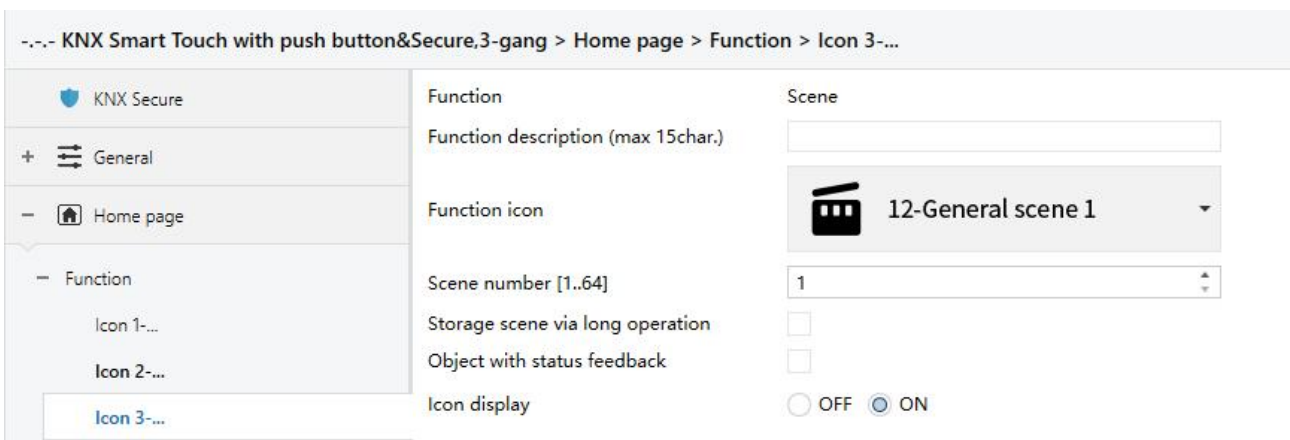 -.-.- KNX Smart Touch with push button&Secure,3-gang > Home page > Function > Icon 3-...
KNX Secure
+ General
− Home page
− Function
Icon 1-...
Icon 2-...
Icon 3-...
Function Scene
Function description (max 15char.)
Function icon 12-General scene 1
Scene number [1..64] 1
Storage scene via long operation
Object with status feedback
Icon display OFF ON